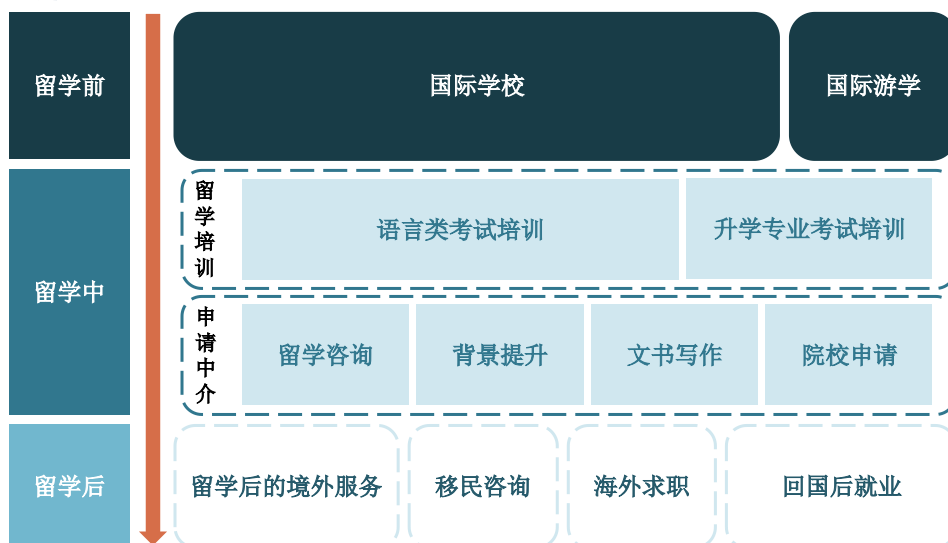 留学前
国际学校
国际游学
留学中
留学培训
语言类考试培训
升学专业考试培训
申请中介
留学咨询
背景提升
文书写作
院校申请
留学后
留学后的境外服务
移民咨询
海外求职
回国后就业